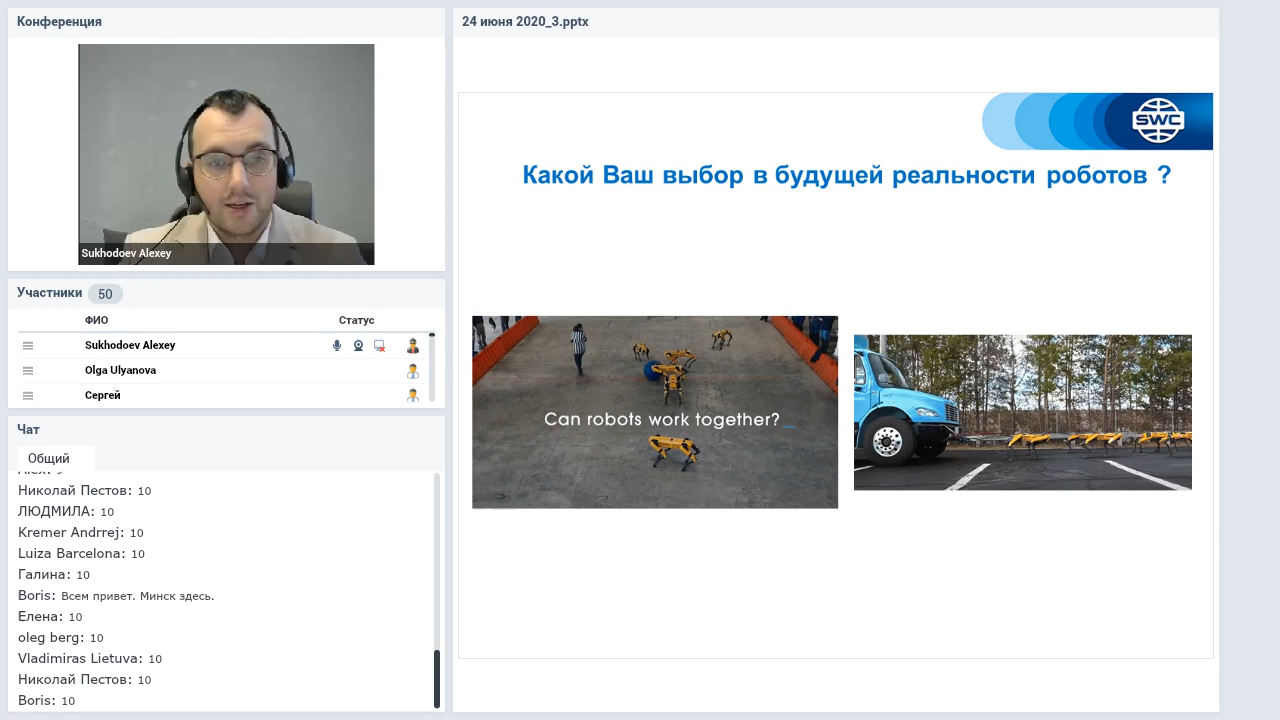 Конференция
Sukhodoev Alexey
Участники 50
ФИО Статус
Sukhodoev Alexey
Olga Ulyanova
Сергей
Чат
Общий
Николай Пестов: 10
ЛЮДМИЛА: 10
Kremer Andrrej: 10
Luiza Barcelona: 10
Галина: 10
Boris: Всем привет. Минск здесь.
Елена: 10
oleg berg: 10
Vladimiras Lietuva: 10
Николай Пестов: 10
Boris: 10
24 июня 2020_3.pptx
SWC
Какой Ваш выбор в будущей реальности роботов ?
Can robots work together?_